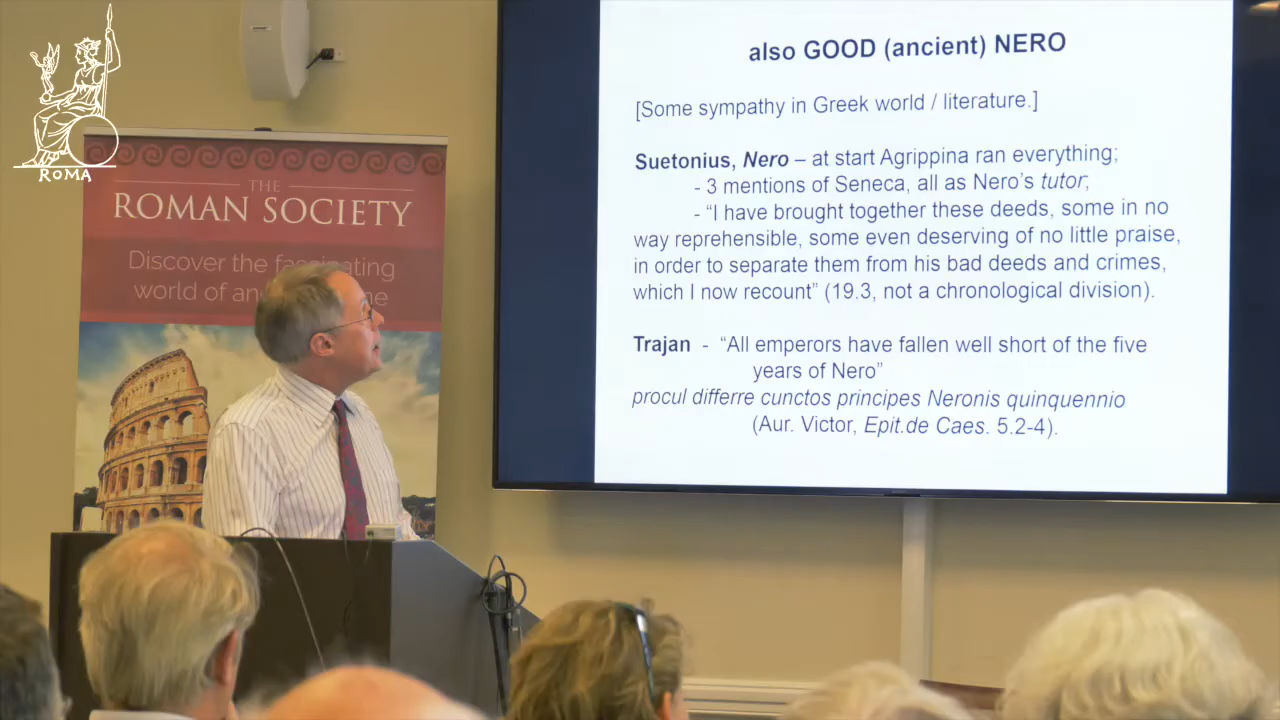 ROMA
THE
ROMAN SOCIETY
Discover the fascinating
world of an
also GOOD (ancient) NERO
[Some sympathy in Greek world / literature.]
Suetonius, Nero – at start Agrippina ran everything;
- 3 mentions of Seneca, all as Nero’s tutor;
- “I have brought together these deeds, some in no
way reprehensible, some even deserving of no little praise,
in order to separate them from his bad deeds and crimes,
which I now recount” (19.3, not a chronological division).
Trajan - “All emperors have fallen well short of the five
years of Nero”
procul differre cunctos principes Neronis quinquennio
(Aur. Victor, Epit.de Caes. 5.2-4).